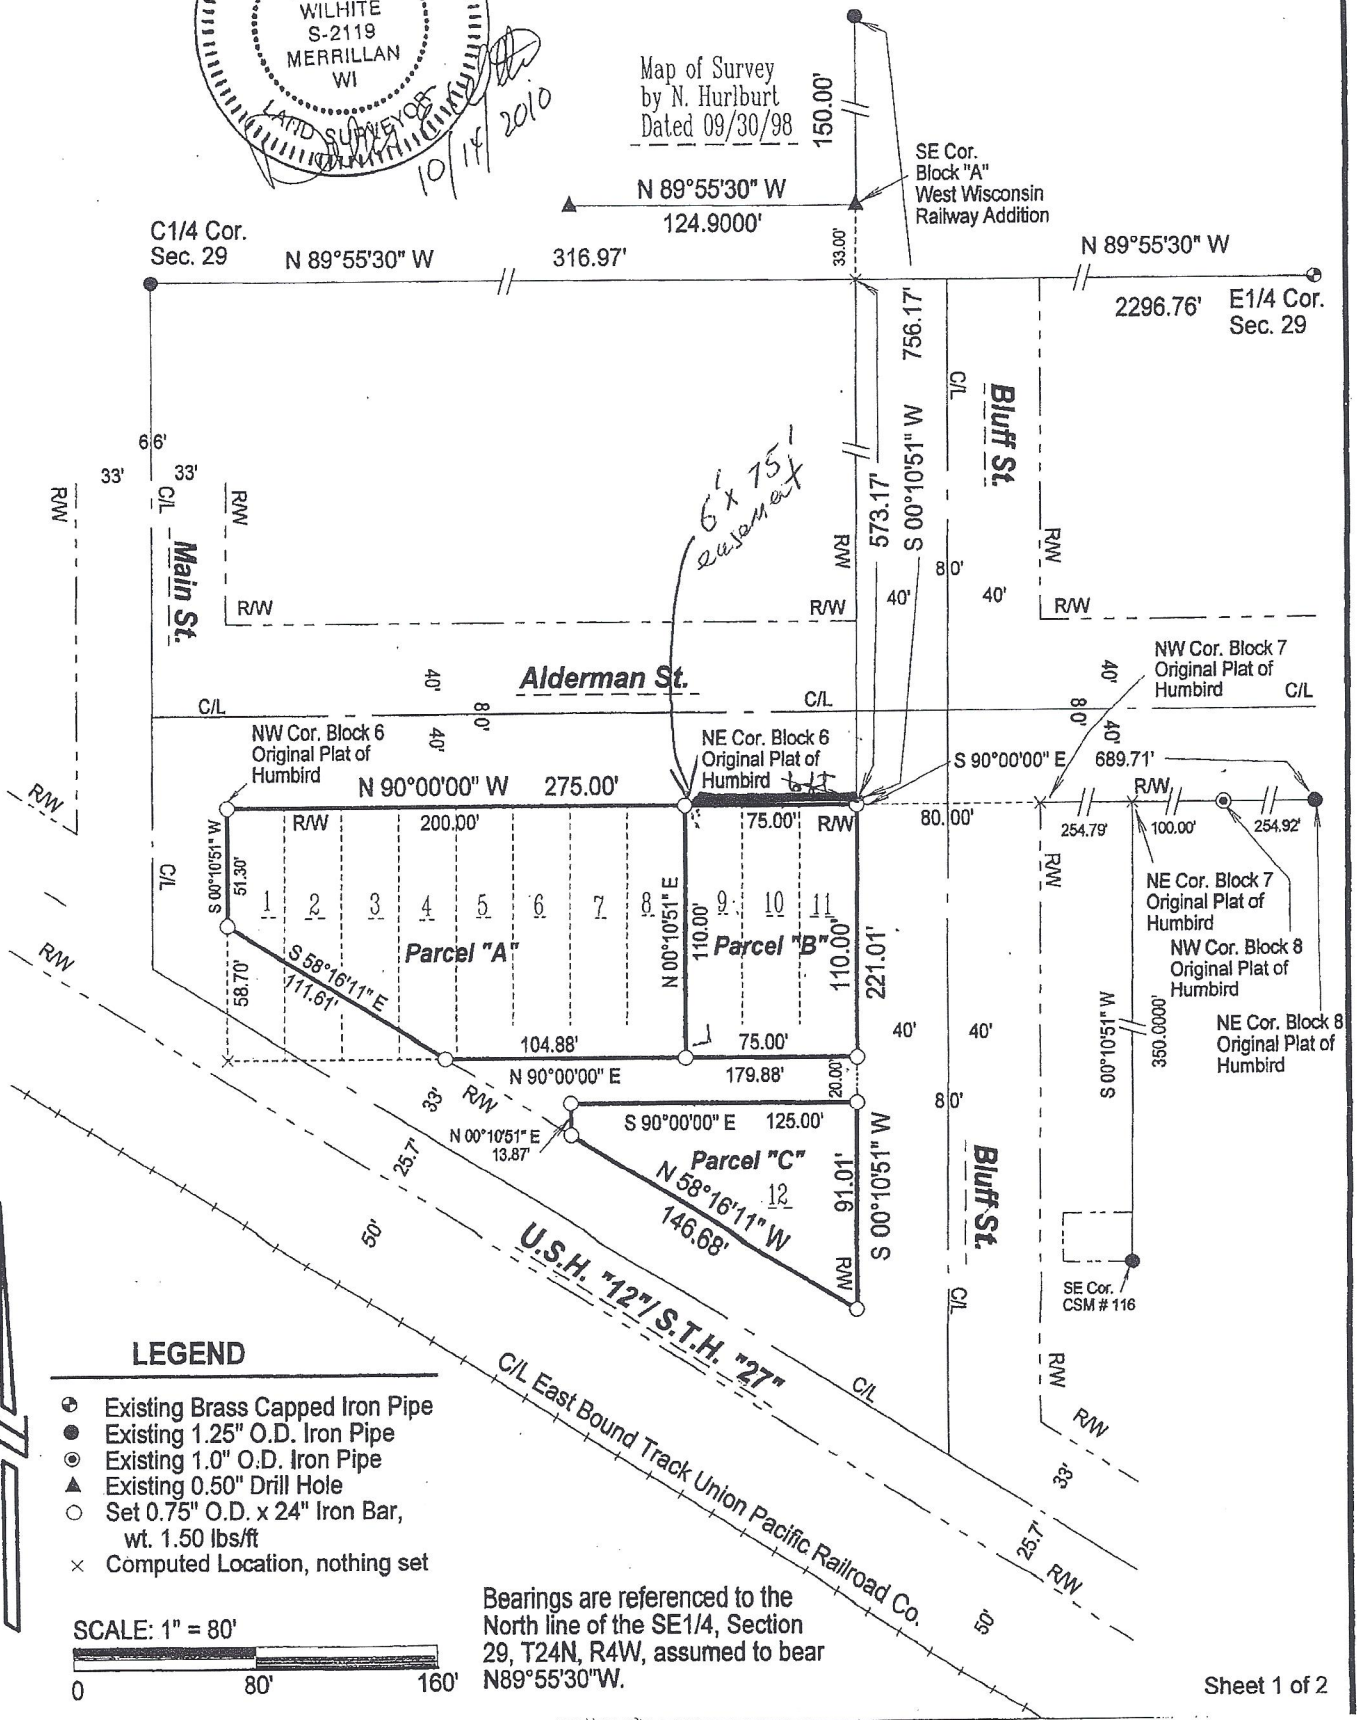 WILHITE
S-2119
MERRILLAN
WI
LAND SURVEYOR
10/14/2010
Map of Survey
by N. Hurlburt
Dated 09/30/98
150.00'
SE Cor.
Block "A"
West Wisconsin
Railway Addition
N 89°55'30" W
124.9000'
33.00'
C1/4 Cor.
Sec. 29
N 89°55'30" W
316.97'
N 89°55'30" W
2296.76'
E1/4 Cor.
Sec. 29
756.17'
S 00°10'51" W
573.17'
C/L
Bluff St.
66'
33'
33'
R/W
C/L
R/W
Main St.
6' x 75'
easement
R/W
R/W
80'
40'
40'
R/W
R/W
R/W
Alderman St.
40'
80'
40'
C/L
C/L
C/L
40'
80'
40'
NW Cor. Block 7
Original Plat of
Humbird
NW Cor. Block 6
Original Plat of
Humbird
NE Cor. Block 6
Original Plat of
Humbird
N 90°00'00" W
275.00'
S 90°00'00" E
689.71'
R/W
R/W
R/W
200.00'
75.00'
R/W
80.00'
254.79'
100.00'
254.92'
S 00°10'51" W
51.30'
C/L
R/W
1
2
3
4
5
6
7
8
9
10
11
N 00°10'51" E
110.00'
Parcel "A"
Parcel "B"
110.00'
221.01'
NE Cor. Block 7
Original Plat of
Humbird
NW Cor. Block 8
Original Plat of
Humbird
NE Cor. Block 8
Original Plat of
Humbird
R/W
58.70'
S 58°16'11" E
111.61'
40'
40'
S 00°10'51" W
350.0000'
104.88'
75.00'
N 90°00'00" E
179.88'
20.00'
33'
R/W
80'
S 90°00'00" E
125.00'
N 00°10'51" E
13.87'
25.7'
Parcel "C"
12
N 58°16'11" W
146.68'
91.01'
S 00°10'51" W
R/W
Bluff St.
50'
U.S.H. "12"/ S.T.H. "27"
C/L
SE Cor.
CSM # 116
C/L
R/W
R/W
33'
25.7'
R/W
50'
C/L East Bound Track Union Pacific Railroad Co.
LEGEND
Existing Brass Capped Iron Pipe
Existing 1.25" O.D. Iron Pipe
Existing 1.0" O.D. Iron Pipe
Existing 0.50" Drill Hole
Set 0.75" O.D. x 24" Iron Bar,
wt. 1.50 lbs/ft
Computed Location, nothing set
SCALE: 1" = 80'
0
80'
160'
Bearings are referenced to the
North line of the SE1/4, Section
29, T24N, R4W, assumed to bear
N89°55'30"W.
Sheet 1 of 2